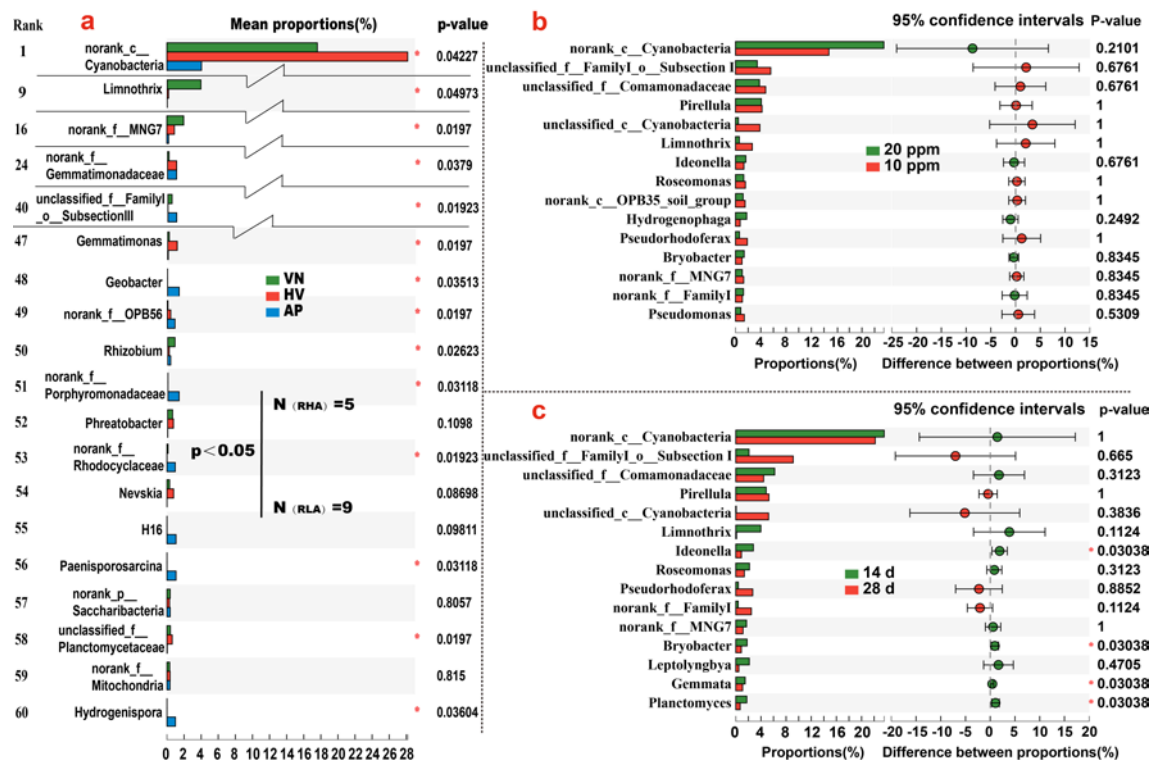 Rank
a
Mean proportions(%)
p-value
1
norank_c__
Cyanobacteria
*
0.04227
9
Limnothrix
*
0.04973
16
norank_f__MNG7
*
0.0197
24
norank_f__
Gemmatimonadaceae
*
0.0379
40
unclassified_f__FamilyI
_o__SubsectionIII
*
0.01923
47
Gemmatimonas
*
0.0197
48
Geobacter
*
0.03513
49
norank_f__OPB56
*
0.0197
50
Rhizobium
*
0.02623
51
norank_f__
Porphyromonadaceae
*
0.03118
52
Phreatobacter
0.1098
53
norank_f__
Rhodocyclaceae
*
0.01923
54
Nevskia
0.08698
55
H16
0.09811
56
Paenisporosarcina
*
0.03118
57
norank_p__
Saccharibacteria
0.8057
58
unclassified_f__
Planctomycetaceae
*
0.0197
59
norank_f__
Mitochondria
0.815
60
Hydrogenispora
*
0.03604
VN
HV
AP
p<0.05
N (RHA) =5
N (RLA) =9
0 2 4 6 8 10 12 14 16 18 20 22 24 26 28
b
95% confidence intervals
P-value
norank_c__Cyanobacteria
0.2101
unclassified_f__FamilyI_o__Subsection I
0.6761
unclassified_f__Comamonadaceae
0.6761
Pirellula
1
unclassified_c__Cyanobacteria
1
Limnothrix
1
Ideonella
0.6761
Roseomonas
1
norank_c__OPB35_soil_group
1
Hydrogenophaga
0.2492
Pseudorhodoferax
1
Bryobacter
0.8345
norank_f__MNG7
0.8345
norank_f__FamilyI
0.8345
Pseudomonas
0.5309
20 ppm
10 ppm
0 4 8 12 16 20
-25 -20 -15 -10 -5 0 5 10 15
Proportions(%)
Difference between proportions(%)
c
95% confidence intervals
p-value
norank_c__Cyanobacteria
1
unclassified_f__FamilyI_o__Subsection I
0.665
unclassified_f__Comamonadaceae
0.3123
Pirellula
1
unclassified_c__Cyanobacteria
0.3836
Limnothrix
0.1124
Ideonella
* 0.03038
Roseomonas
0.3123
Pseudorhodoferax
0.8852
norank_f__FamilyI
0.1124
norank_f__MNG7
1
Bryobacter
* 0.03038
Leptolyngbya
0.4705
Gemmata
* 0.03038
Planctomyces
* 0.03038
14 d
28 d
0 4 8 12 16 20
-20 -15 -10 -5 0 5 10 15 20
Proportions(%)
Difference between proportions(%)